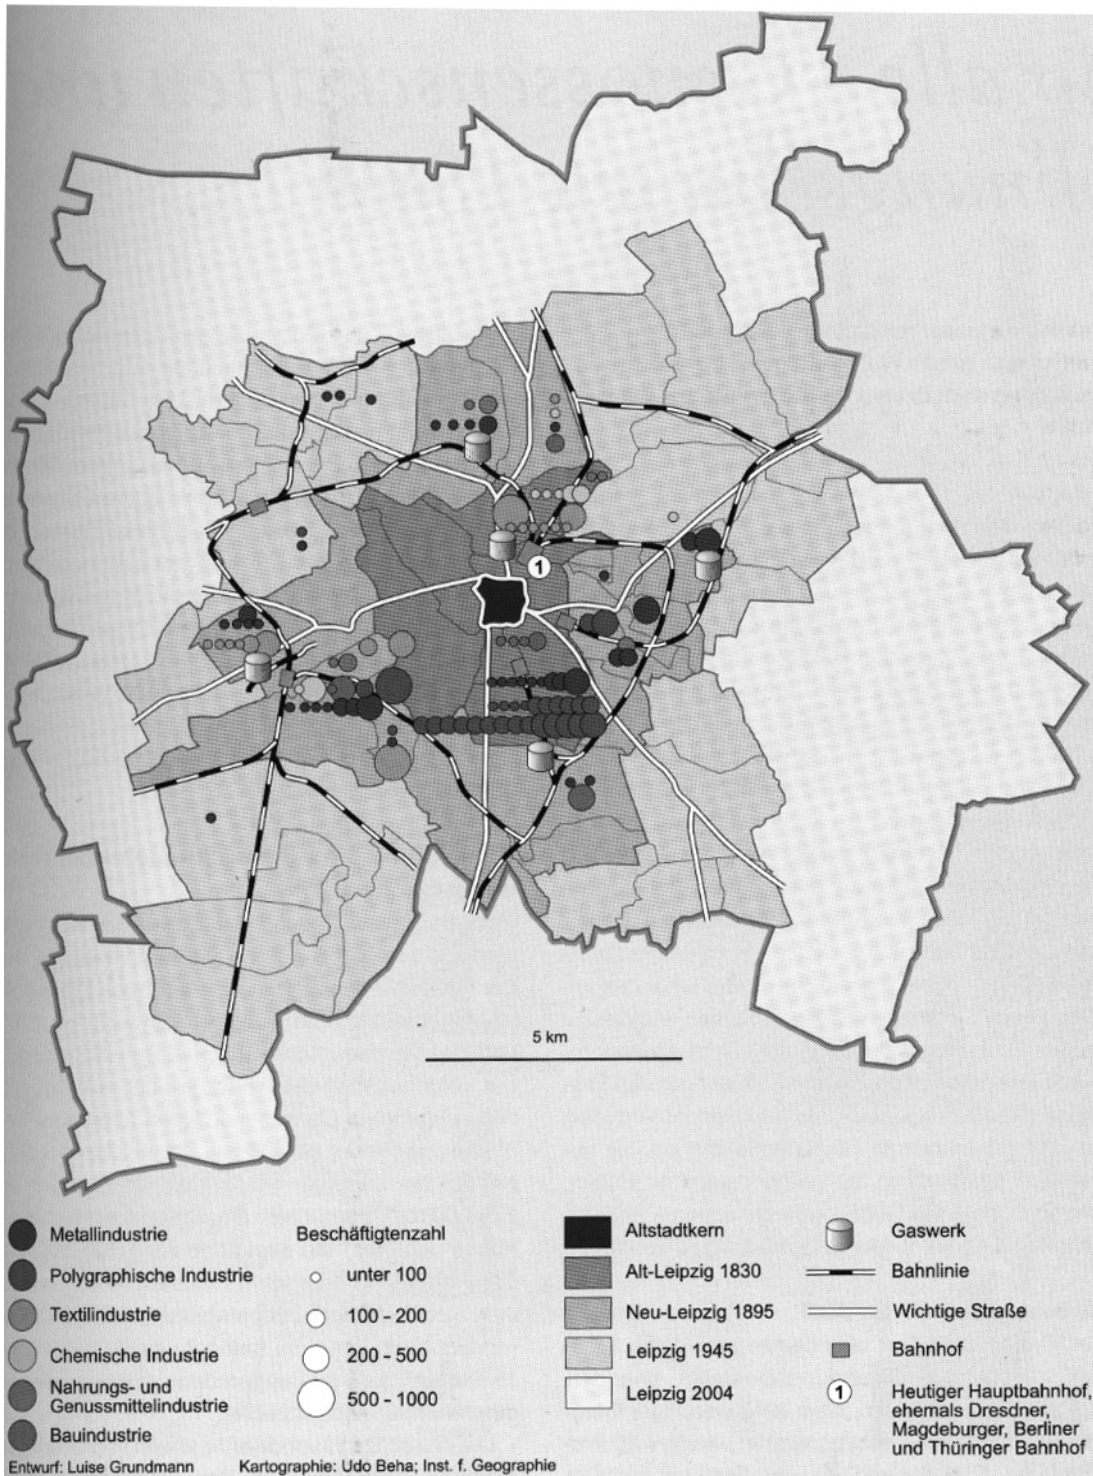 1
5 km
Metallindustrie
Polygraphische Industrie
Textilindustrie
Chemische Industrie
Nahrungs- und
Genussmittelindustrie
Bauindustrie
Beschäftigtenzahl
unter 100
100 - 200
200 - 500
500 - 1000
Altstadtkern
Alt-Leipzig 1830
Neu-Leipzig 1895
Leipzig 1945
Leipzig 2004
Gaswerk
Bahnlinie
Wichtige Straße
Bahnhof
1 Heutiger Hauptbahnhof,
ehemals Dresdner,
Magdeburger, Berliner
und Thüringer Bahnhof
Entwurf: Luise Grundmann Kartographie: Udo Beha; Inst. f. Geographie